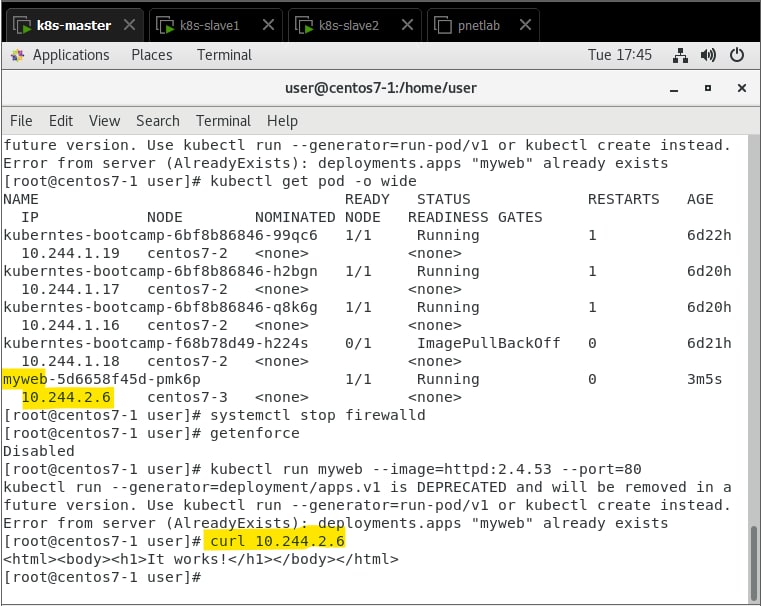 k8s-master k8s-slave1 k8s-slave2 pnetlab
Applications Places Terminal Tue 17:45
user@centos7-1:/home/user
File Edit View Search Terminal Help
future version. Use kubectl run --generator=run-pod/v1 or kubectl create instead.
Error from server (AlreadyExists): deployments.apps "myweb" already exists
[root@centos7-1 user]# kubectl get pod -o wide
NAME READY STATUS RESTARTS AGE
IP NODE NOMINATED NODE READINESS GATES
kuberntes-bootcamp-6bf8b86846-99qc6 1/1 Running 1 6d22h
10.244.1.19 centos7-2 <none> <none>
kuberntes-bootcamp-6bf8b86846-h2bgn 1/1 Running 1 6d20h
10.244.1.17 centos7-2 <none> <none>
kuberntes-bootcamp-6bf8b86846-q8k6g 1/1 Running 1 6d20h
10.244.1.16 centos7-2 <none> <none>
kuberntes-bootcamp-f68b78d49-h224s 0/1 ImagePullBackOff 0 6d21h
10.244.1.18 centos7-2 <none> <none>
myweb-5d6658f45d-pmk6p 1/1 Running 0 3m5s
10.244.2.6 centos7-3 <none> <none>
[root@centos7-1 user]# systemctl stop firewalld
[root@centos7-1 user]# getenforce
Disabled
[root@centos7-1 user]# kubectl run myweb --image=httpd:2.4.53 --port=80
kubectl run --generator=deployment/apps.v1 is DEPRECATED and will be removed in a
future version. Use kubectl run --generator=run-pod/v1 or kubectl create instead.
Error from server (AlreadyExists): deployments.apps "myweb" already exists
[root@centos7-1 user]# curl 10.244.2.6
<html><body><h1>It works!</h1></body></html>
[root@centos7-1 user]#